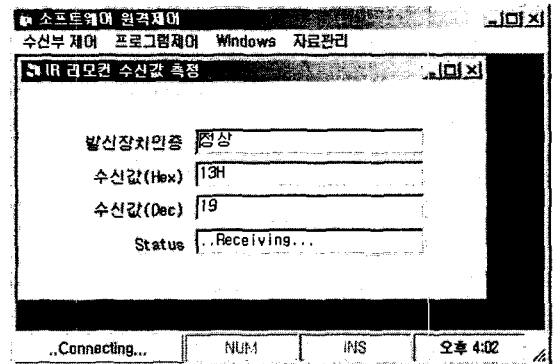 소프트웨어 원격제어
수신부 제어 프로그램제어 Windows 자료관리
IR 리모컨 수신값 측정
발신장치인증 정상
수신값(Hex) 13H
수신값(Dec) 19
Status ..Receiving...
..Connecting... NUM INS 오후 4:02